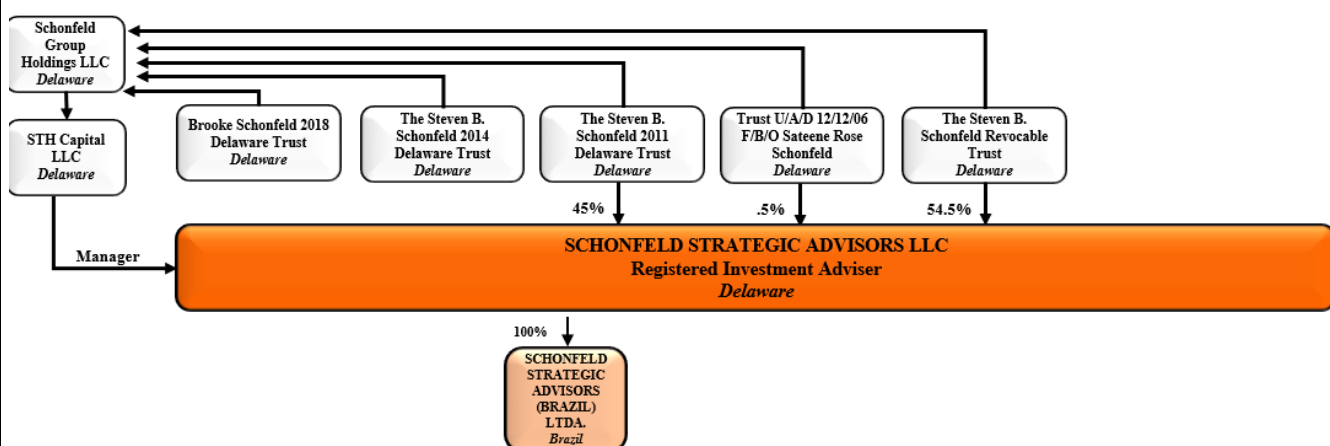 Schonfeld
Group
Holdings LLC
Delaware
STH Capital
LLC
Delaware
Brooke Schonfeld 2018
Delaware Trust
Delaware
The Steven B.
Schonfeld 2014
Delaware Trust
Delaware
The Steven B.
Schonfeld 2011
Delaware Trust
Delaware
Trust U/A/D 12/12/06
F/B/O Sateene Rose
Schonfeld
Delaware
The Steven B.
Schonfeld Revocable
Trust
Delaware
45%
.5%
54.5%
Manager
SCHONFELD STRATEGIC ADVISORS LLC
Registered Investment Adviser
Delaware
100%
SCHONFELD
STRATEGIC
ADVISORS
(BRAZIL)
LTDA.
Brazil